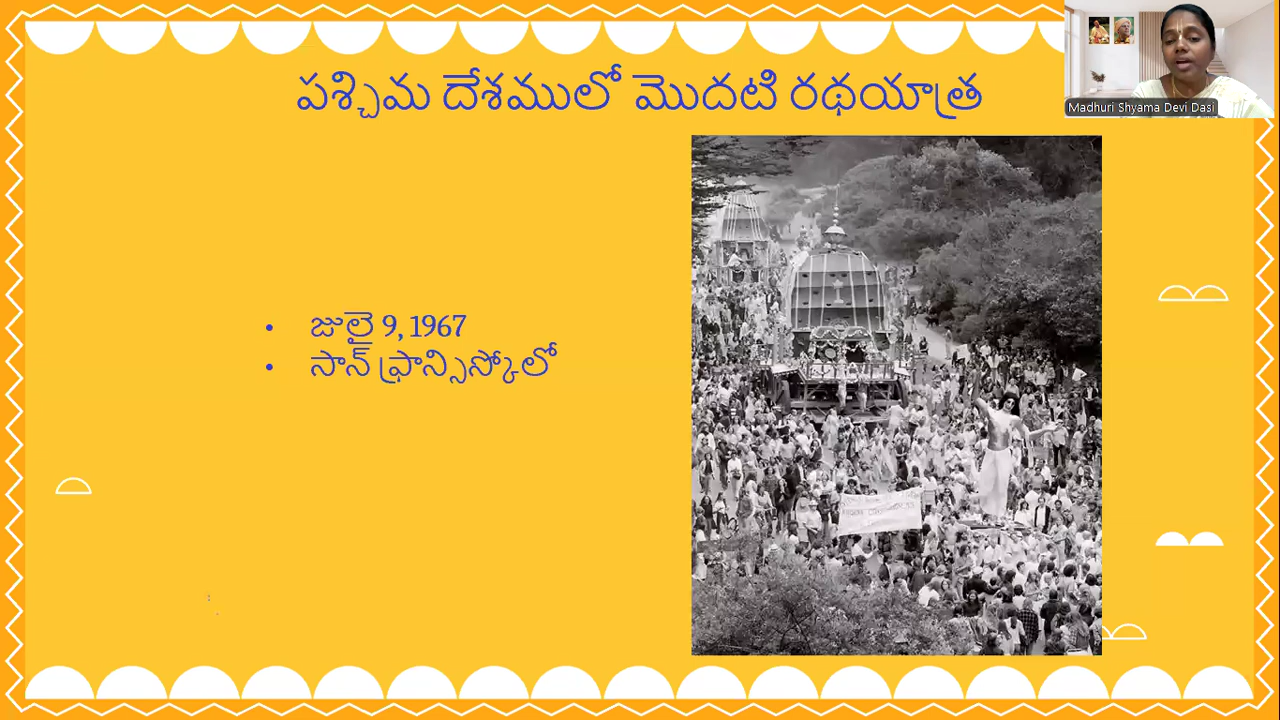 పశ్చిమ దేశములో మొదటి రథయాత్ర
Madhuri Shyama Devi Dasi
• జులై 9, 1967
• సాన్ ఫ్రాన్సిస్కోలో